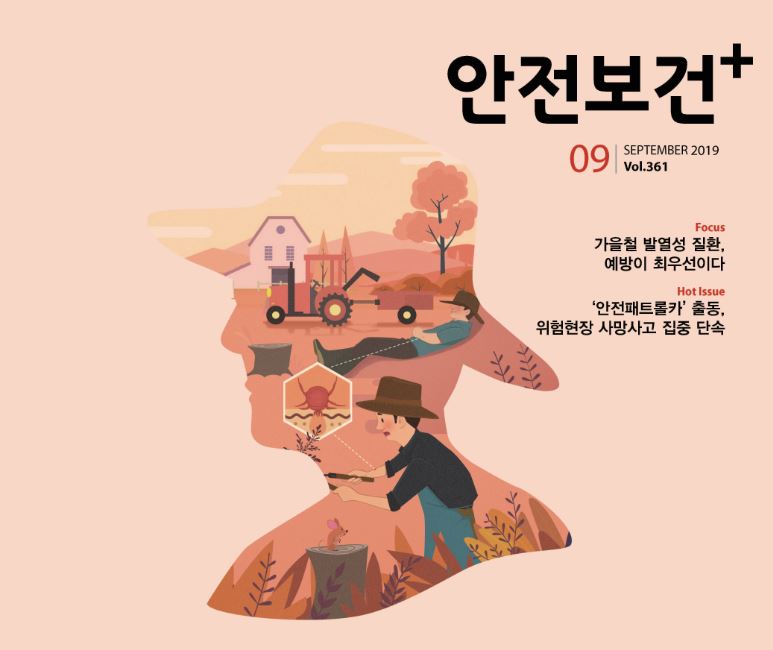 안전보건+
09 SEPTEMBER 2019
Vol.361
Focus
가을철 발열성 질환,
예방이 최우선이다
Hot Issue
‘안전패트롤카’ 출동,
위험현장 사망사고 집중 단속